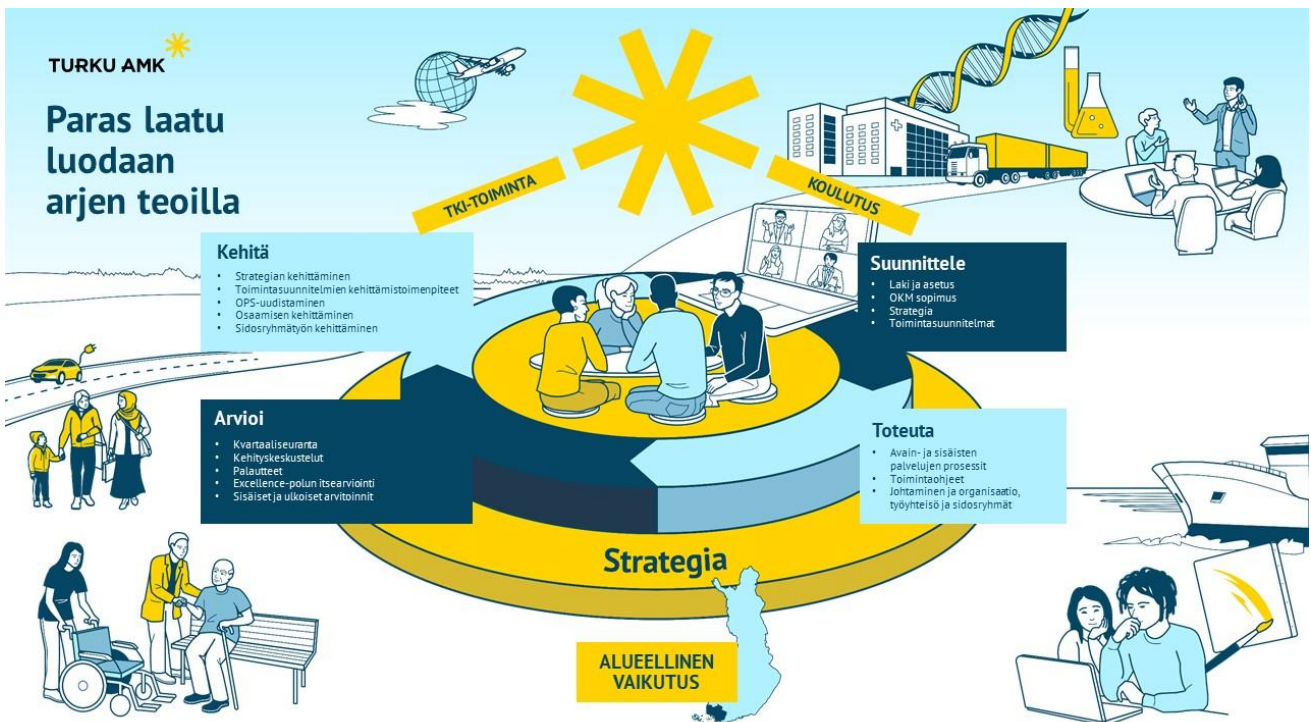 TURKU AMK
Paras laatu
luodaan
arjen teoilla
TKI-TOIMINTA
KOULUTUS
Kehitä
• Strategian kehittäminen
• Toimintasuunnitelmien kehittämistoimenpiteet
• OPS-uudistaminen
• Osaamisen kehittäminen
• Sidosryhmätyön kehittäminen
Suunnittele
• Laki ja asetus
• OKM sopimus
• Strategia
• Toimintasuunnitelmat
Arvioi
• Kvartaaliseuranta
• Kehityskeskustelut
• Palautteet
• Excellence-polun itsearviointi
• Sisäiset ja ulkoiset arvitoinnit
Toteuta
• Avain- ja sisäisten
palvelujen prosessit
• Toimintaohjeet
• Johtaminen ja organisaatio,
työyhteisö ja sidosryhmät
Strategia
ALUEELLINEN
VAIKUTUS